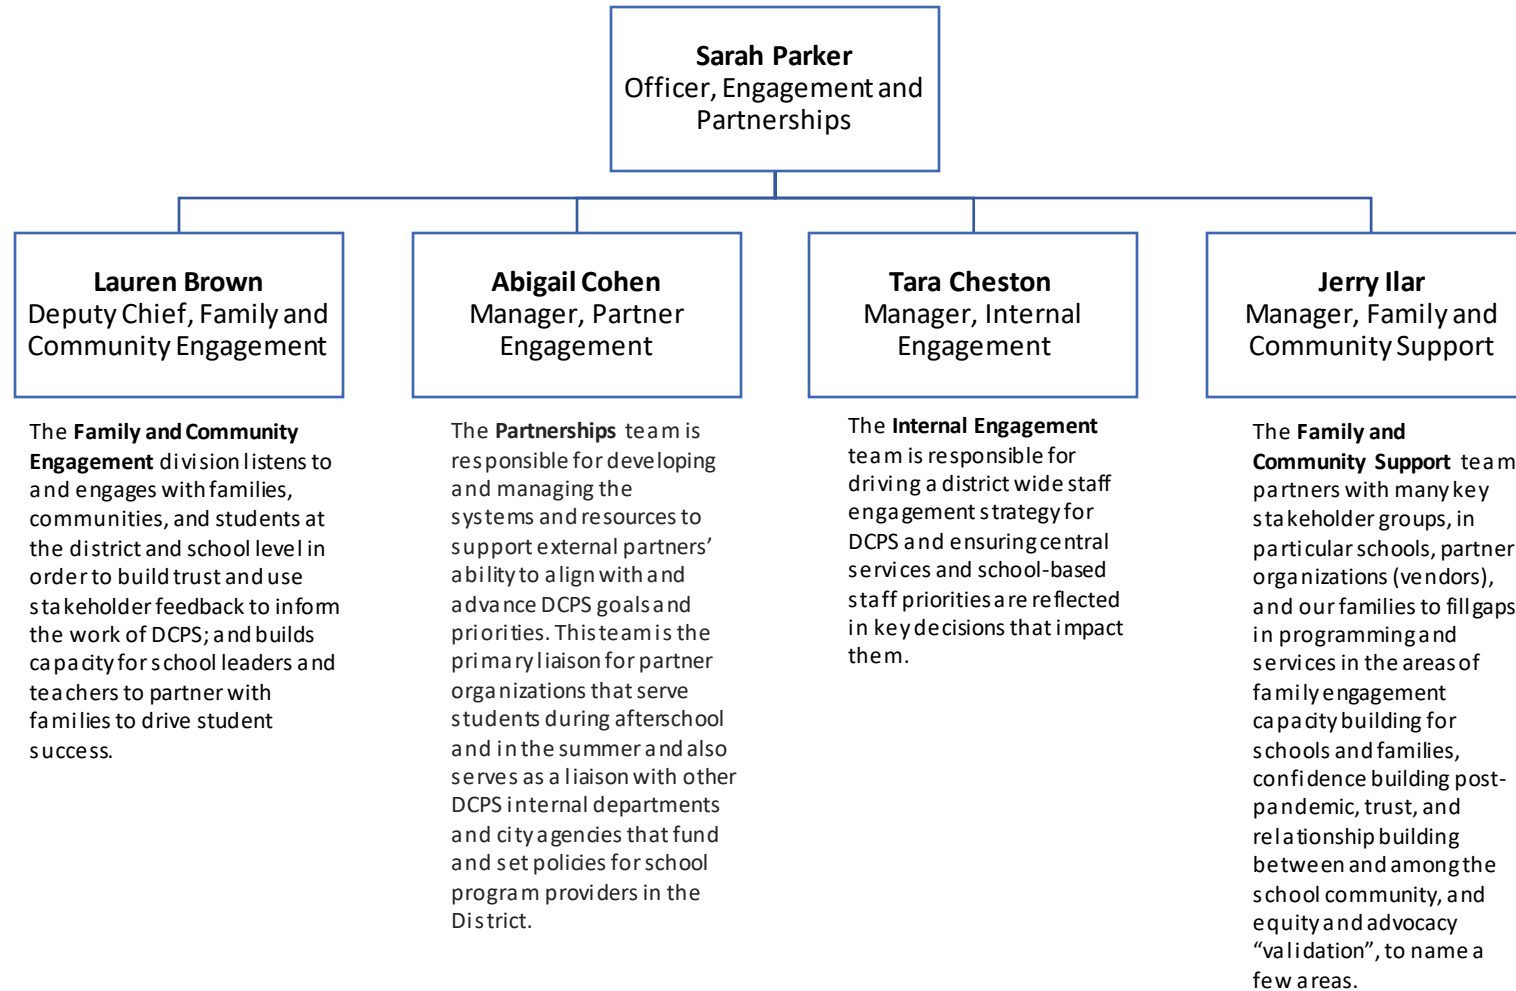 Sarah Parker
Officer, Engagement and
Partnerships
Lauren Brown
Deputy Chief, Family and
Community Engagement
Abigail Cohen
Manager, Partner
Engagement
Tara Cheston
Manager, Internal
Engagement
Jerry Ilar
Manager, Family and
Community Support
The Family and Community
Engagement division listens to
and engages with families,
communities, and students at
the district and school level in
order to build trust and use
stakeholder feedback to inform
the work of DCPS; and builds
capacity for school leaders and
teachers to partner with
families to drive student
success.
The Partnerships team is
responsible for developing
and managing the
systems and resources to
support external partners’
ability to align with and
advance DCPS goals and
priorities. This team is the
primary liaison for partner
organizations that serve
students during afterschool
and in the summer and also
serves as a liaison with other
DCPS internal departments
and city agencies that fund
and set policies for school
program providers in the
District.
The Internal Engagement
team is responsible for
driving a district wide staff
engagement strategy for
DCPS and ensuring central
services and school-based
staff priorities are reflected
in key decisions that impact
them.
The Family and
Community Support team
partners with many key
stakeholder groups, in
particular schools, partner
organizations (vendors),
and our families to fill gaps
in programming and
services in the areas of
family engagement
capacity building for
schools and families,
confidence building post-
pandemic, trust, and
relationship building
between and among the
school community, and
equity and advocacy
“validation”, to name a
few areas.